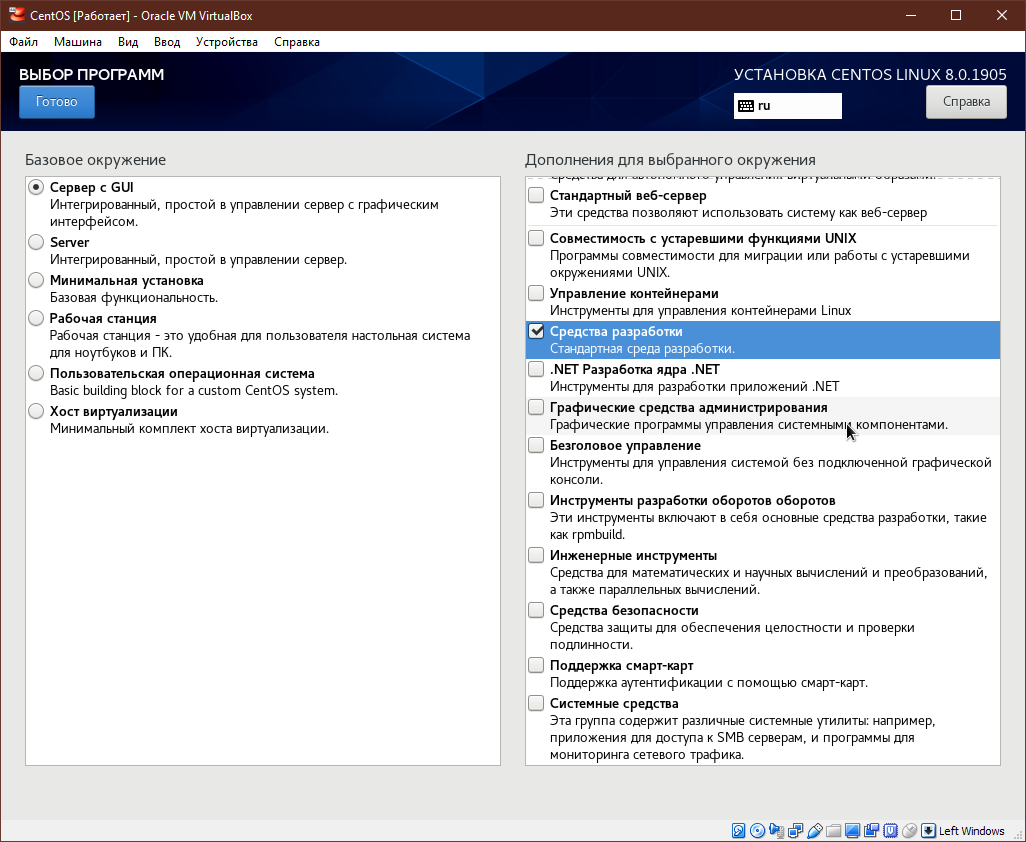 CentOS [Работает] - Oracle VM VirtualBox
Файл Машина Вид Ввод Устройства Справка
ВЫБОР ПРОГРАММ
УСТАНОВКА CENTOS LINUX 8.0.1905
Готово
ru
Справка
Базовое окружение
Сервер с GUI
Интегрированный, простой в управлении сервер с графическим
интерфейсом.
Server
Интегрированный, простой в управлении сервер.
Минимальная установка
Базовая функциональность.
Рабочая станция
Рабочая станция - это удобная для пользователя настольная система
для ноутбуков и ПК.
Пользовательская операционная система
Basic building block for a custom CentOS system.
Хост виртуализации
Минимальный комплект хоста виртуализации.
Дополнения для выбранного окружения
Средства для автономного управления виртуальными образами.
Стандартный веб-сервер
Эти средства позволяют использовать систему как веб-сервер
Совместимость с устаревшими функциями UNIX
Программы совместимости для миграции или работы с устаревшими
окружениями UNIX.
Управление контейнерами
Инструменты для управления контейнерами Linux
Средства разработки
Стандартная среда разработки.
.NET Разработка ядра .NET
Инструменты для разработки приложений .NET
Графические средства администрирования
Графические программы управления системными компонентами.
Безголовое управление
Инструменты для управления системой без подключенной графической
консоли.
Инструменты разработки оборотов оборотов
Эти инструменты включают в себя основные средства разработки, такие
как rpmbuild.
Инженерные инструменты
Средства для математических и научных вычислений и преобразований,
а также параллельных вычислений.
Средства безопасности
Средства защиты для обеспечения целостности и проверки
подлинности.
Поддержка смарт-карт
Поддержка аутентификации с помощью смарт-карт.
Системные средства
Эта группа содержит различные системные утилиты: например,
приложения для доступа к SMB серверам, и программы для
мониторинга сетевого трафика.
Left Windows